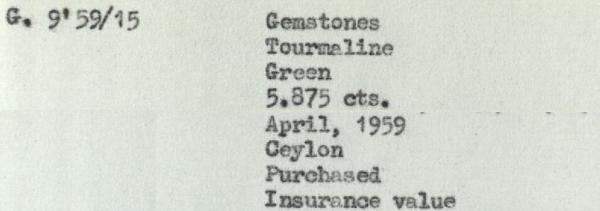 G. 9'59/15 Gemstones
Tourmaline
Green
5.875 cts.
April, 1959
Ceylon
Purchased
Insurance value